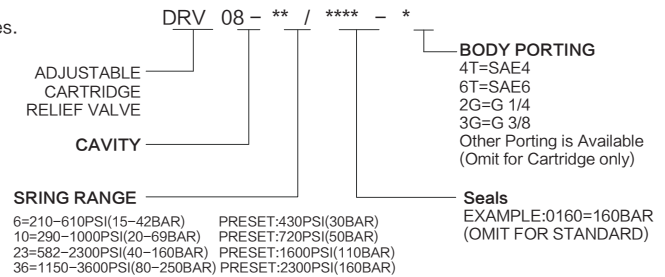 es.
DRV 08 – ** / **** – *
ADJUSTABLE
CARTRIDGE
RELIEF VALVE
CAVITY
SRING RANGE
6=210–610PSI(15–42BAR) PRESET:430PSI(30BAR)
10=290–1000PSI(20–69BAR) PRESET:720PSI(50BAR)
23=582–2300PSI(40–160BAR) PRESET:1600PSI(110BAR)
36=1150–3600PSI(80–250BAR) PRESET:2300PSI(160BAR)
BODY PORTING
4T=SAE4
6T=SAE6
2G=G 1/4
3G=G 3/8
Other Porting is Available
(Omit for Cartridge only)
Seals
EXAMPLE:0160=160BAR
(OMIT FOR STANDARD)